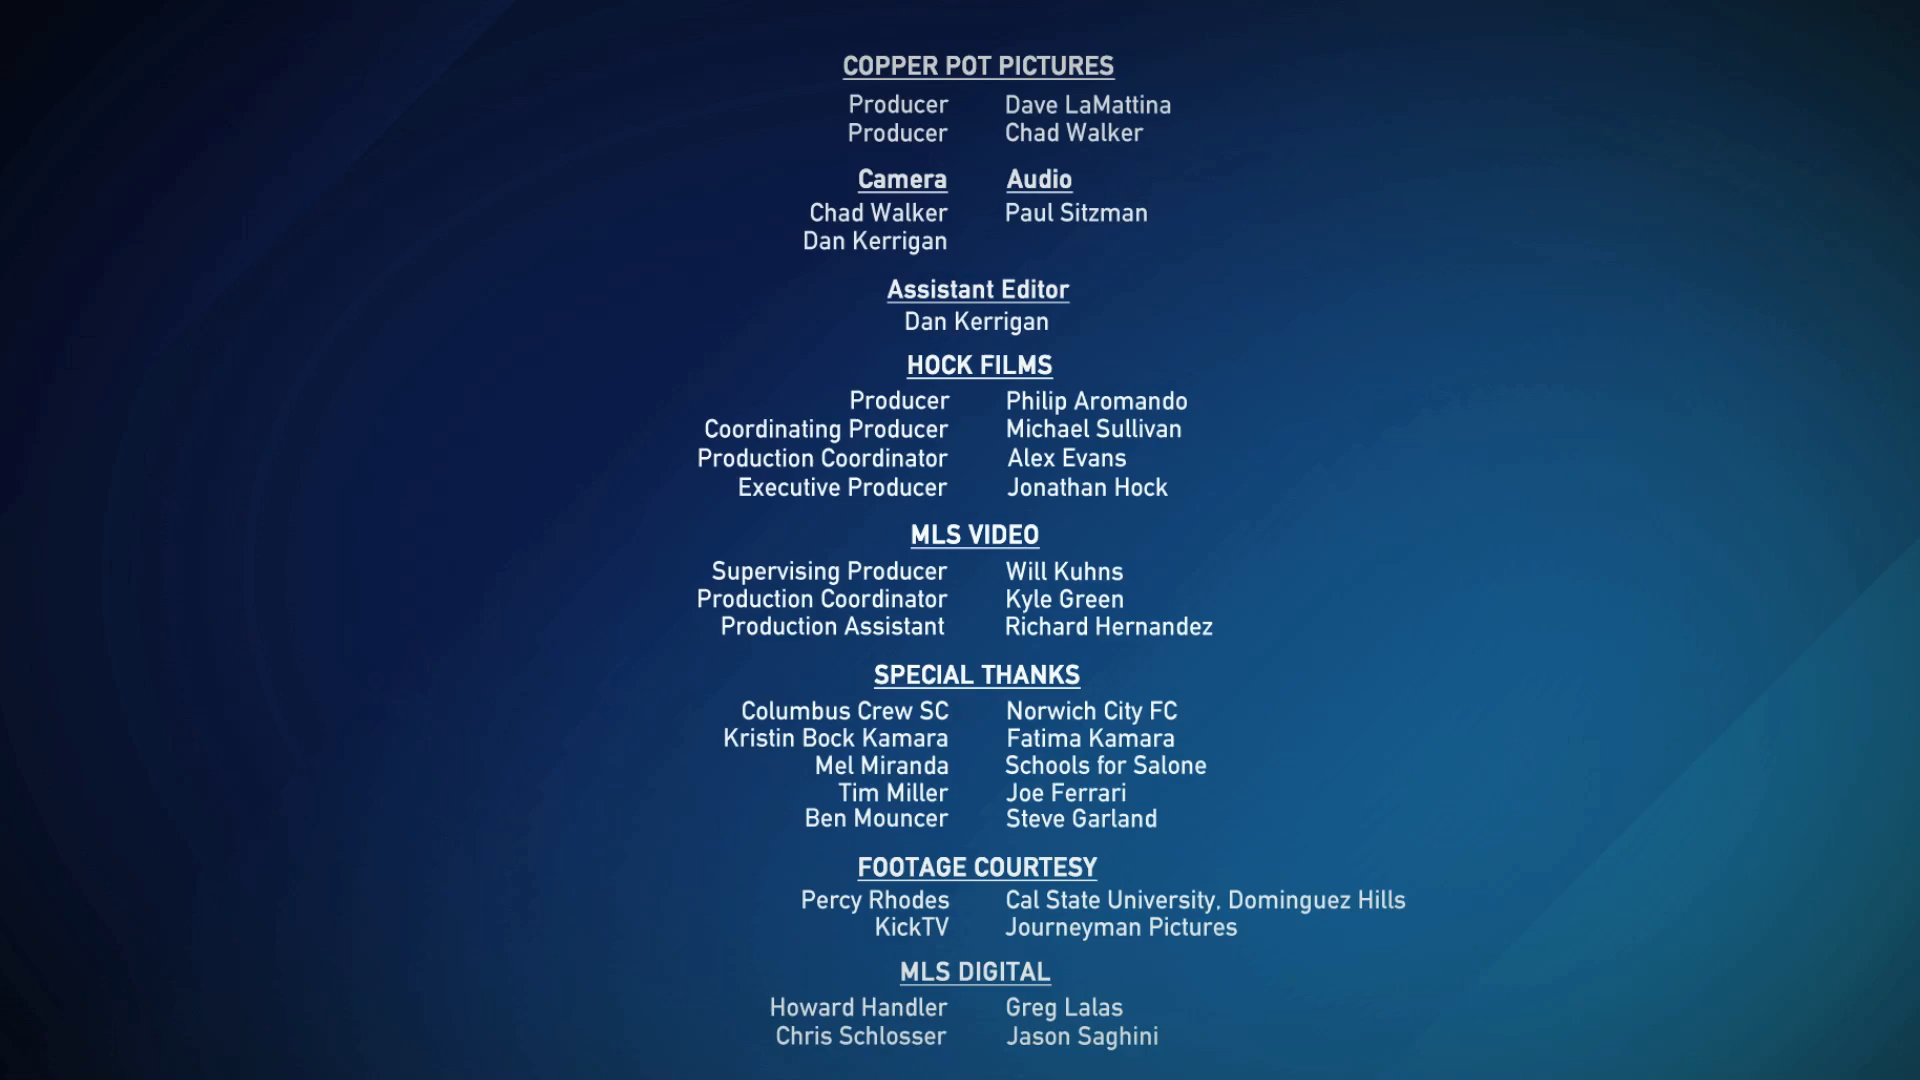 COPPER POT PICTURES
Producer Dave LaMattina
Producer Chad Walker
Camera Audio
Chad Walker Paul Sitzman
Dan Kerrigan
Assistant Editor
Dan Kerrigan
HOCK FILMS
Producer Philip Aromando
Coordinating Producer Michael Sullivan
Production Coordinator Alex Evans
Executive Producer Jonathan Hock
MLS VIDEO
Supervising Producer Will Kuhns
Production Coordinator Kyle Green
Production Assistant Richard Hernandez
SPECIAL THANKS
Columbus Crew SC Norwich City FC
Kristin Bock Kamara Fatima Kamara
Mel Miranda Schools for Salone
Tim Miller Joe Ferrari
Ben Mouncer Steve Garland
FOOTAGE COURTESY
Percy Rhodes Cal State University, Dominguez Hills
KickTV Journeyman Pictures
MLS DIGITAL
Howard Handler Greg Lalas
Chris Schlosser Jason Saghini